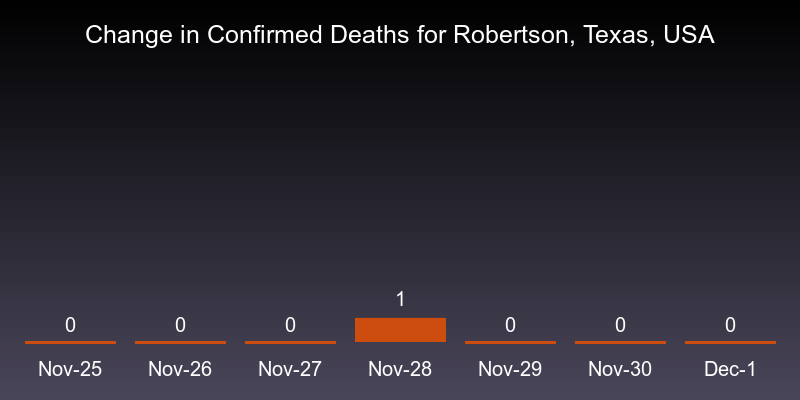 Change in Confirmed Deaths for Robertson, Texas, USA
0 0 0 1 0 0 0
Nov-25 Nov-26 Nov-27 Nov-28 Nov-29 Nov-30 Dec-1